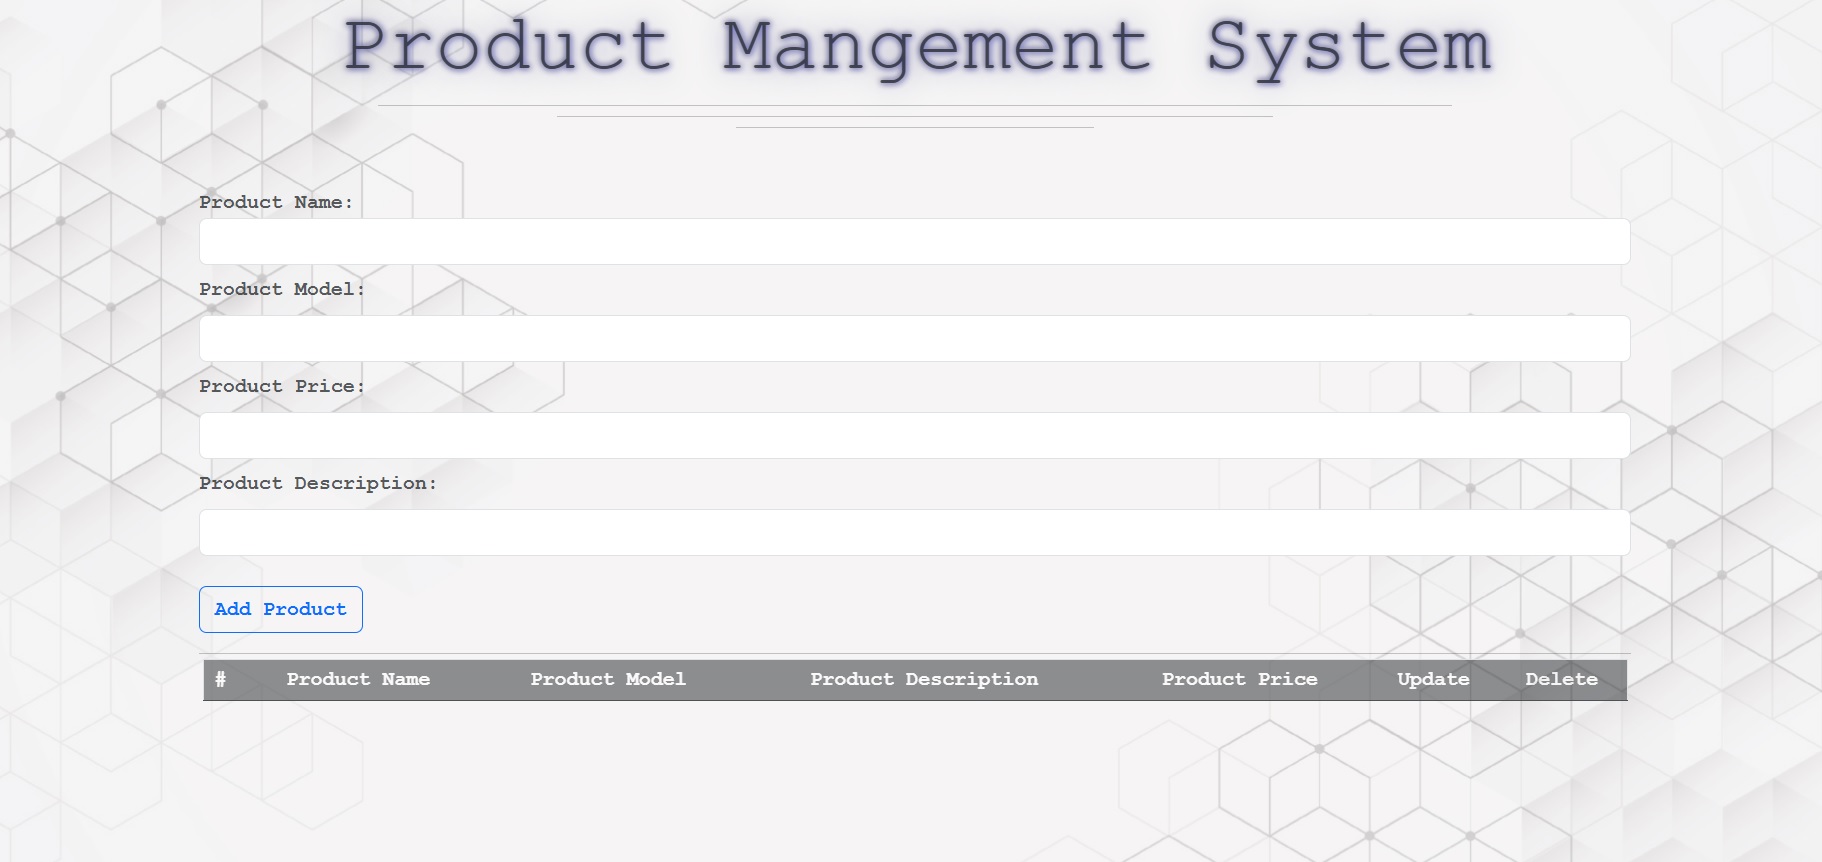 Product Mangement System
Product Name:
Product Model:
Product Price:
Product Description:
Add Product
# Product Name Product Model Product Description Product Price Update Delete